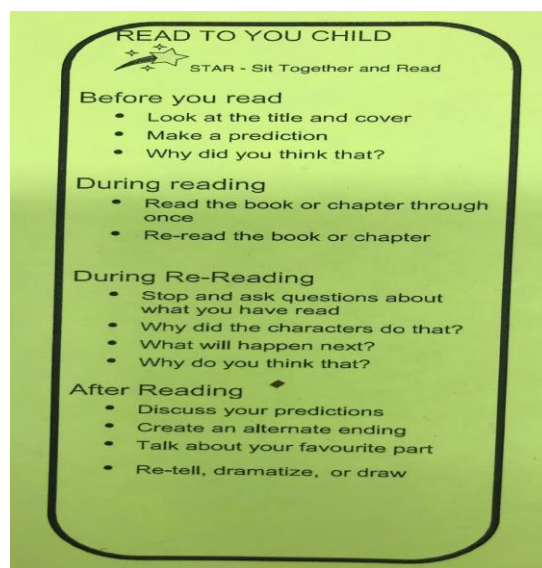 READ TO YOU CHILD
STAR - Sit Together and Read
Before you read
• Look at the title and cover
• Make a prediction
• Why did you think that?
During reading
• Read the book or chapter through
once
• Re-read the book or chapter
During Re-Reading
• Stop and ask questions about
what you have read
• Why did the characters do that?
• What will happen next?
• Why do you think that?
After Reading
• Discuss your predictions
• Create an alternate ending
• Talk about your favourite part
• Re-tell, dramatize, or draw